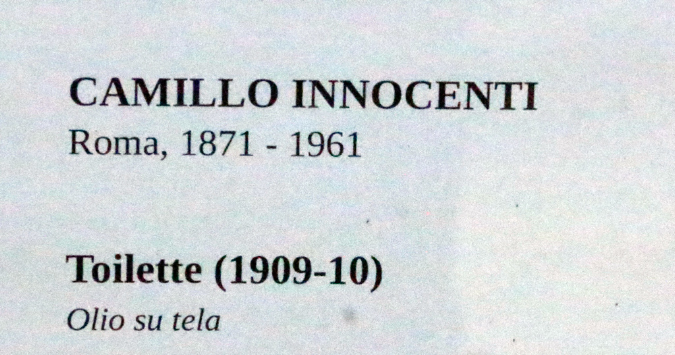 CAMILLO INNOCENTI
Roma, 1871 - 1961
Toilette (1909-10)
Olio su tela